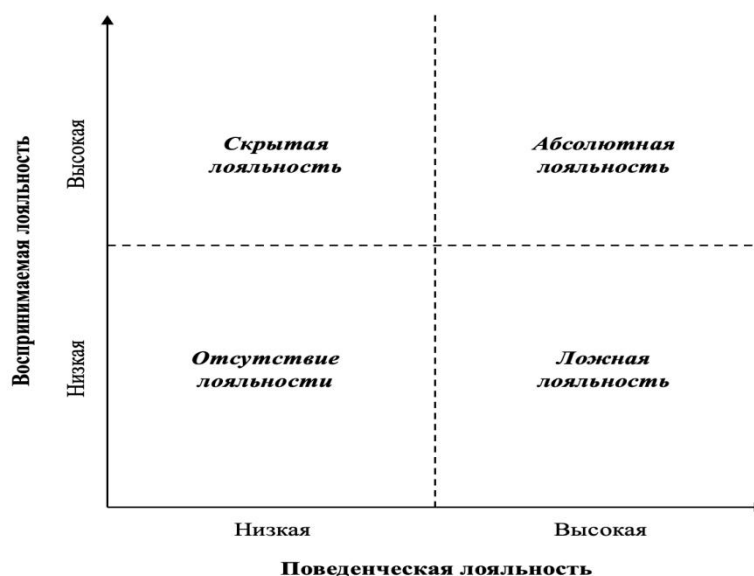 Воспринимаемая лояльность
Высокая
Низкая
Скрытая
лояльность
Абсолютная
лояльность
Отсутствие
лояльности
Ложная
лояльность
Низкая
Высокая
Поведенческая лояльность